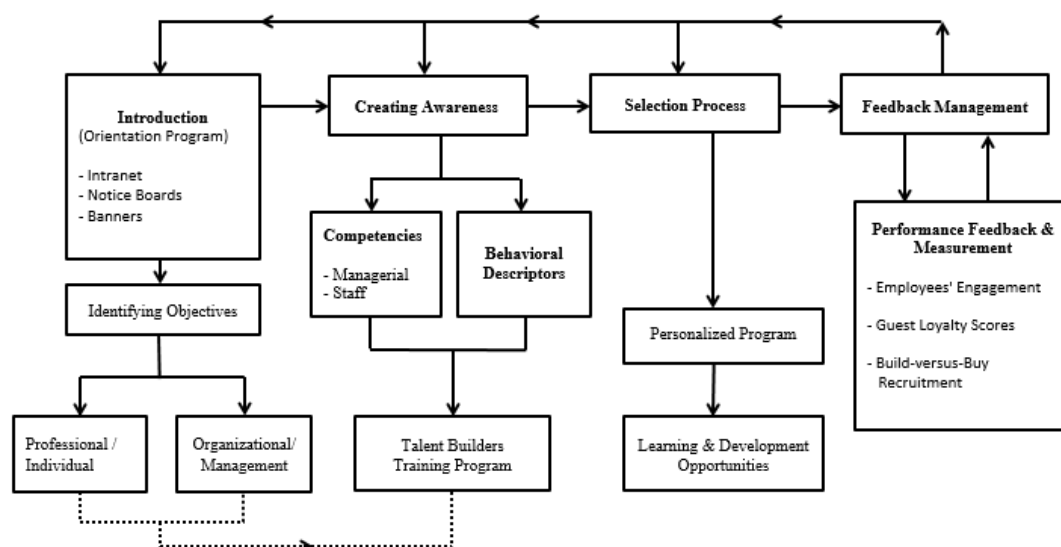 Introduction
(Orientation Program)
- Intranet
- Notice Boards
- Banners
Creating Awareness
Selection Process
Feedback Management
Competencies
- Managerial
- Staff
Behavioral
Descriptors
Performance Feedback &
Measurement
- Employees' Engagement
- Guest Loyalty Scores
- Build-versus-Buy
Recruitment
Identifying Objectives
Personalized Program
Professional /
Individual
Organizational/
Management
Talent Builders
Training Program
Learning & Development
Opportunities